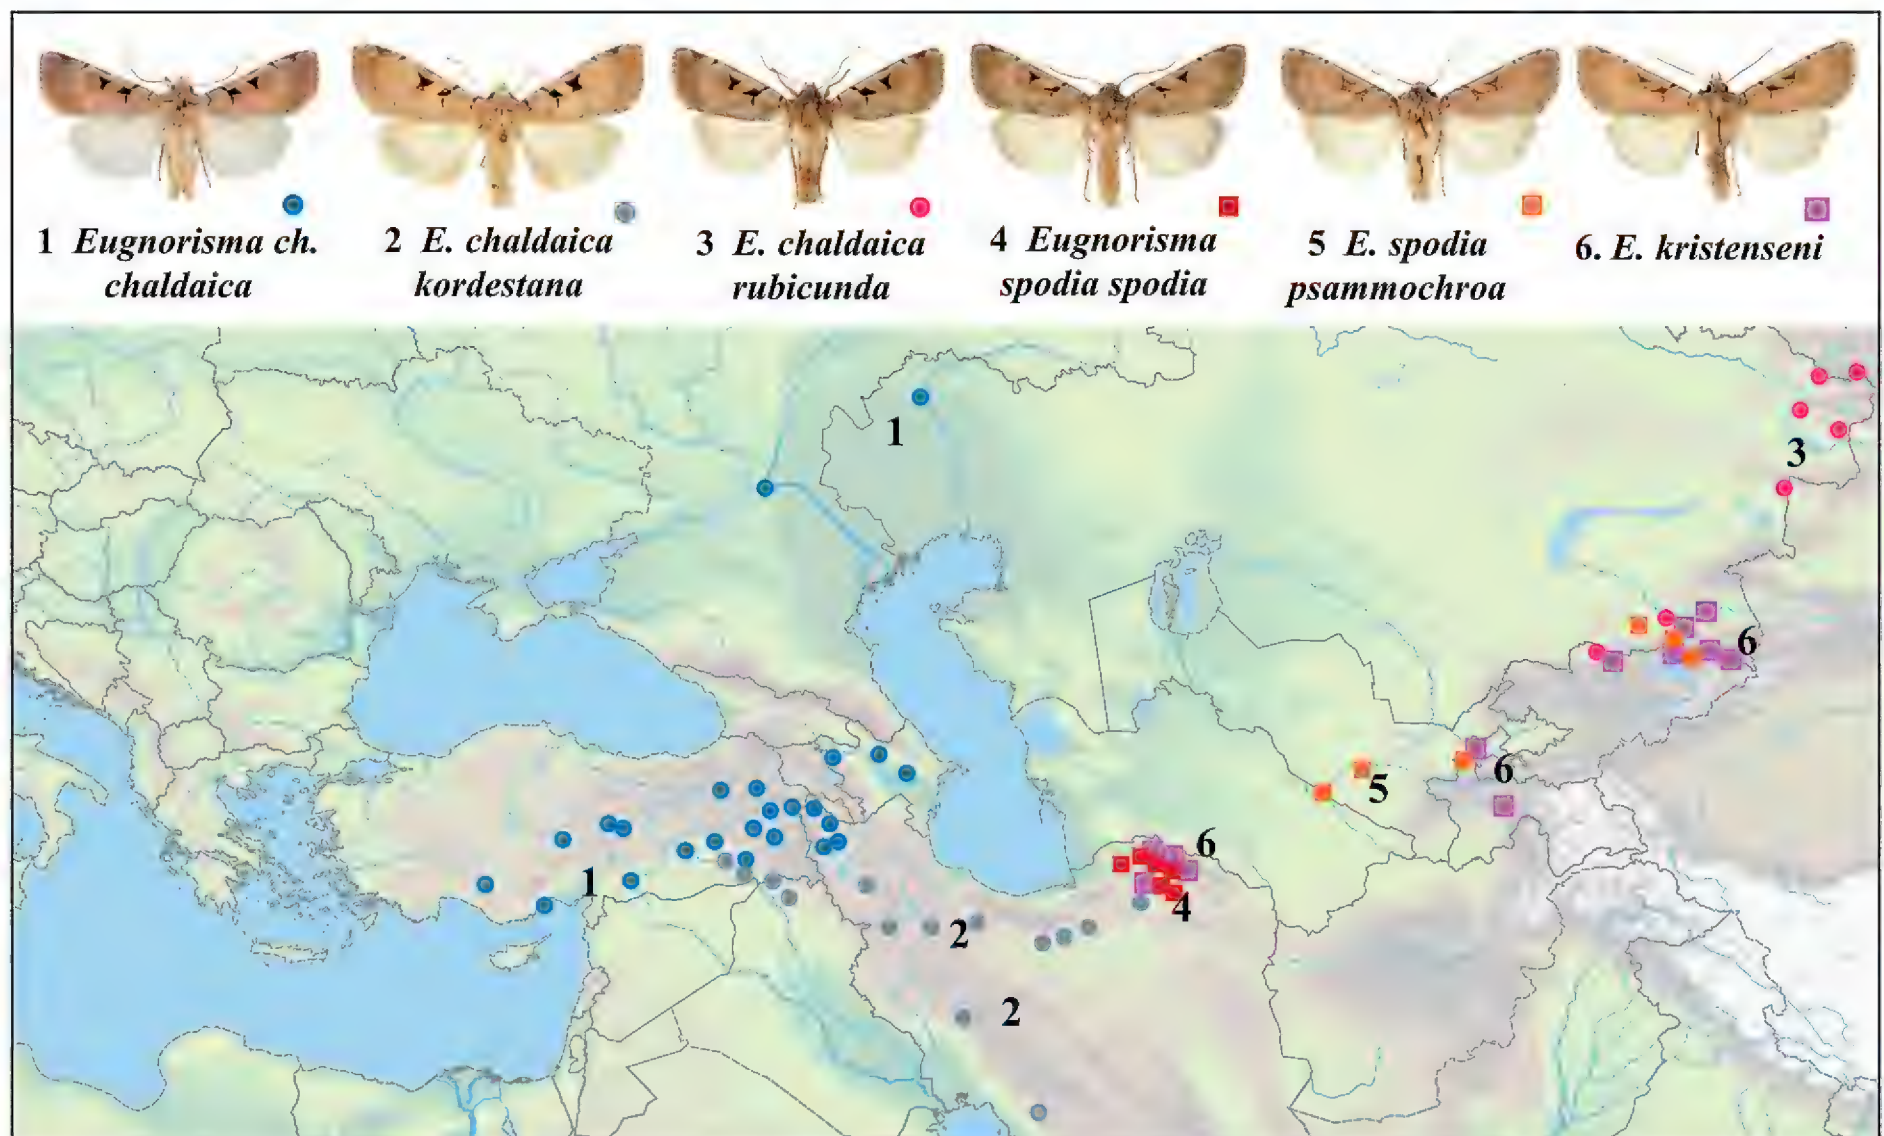 1 Eugnorisma ch.
chaldaica
2 E. chaldaica
kordestana
3 E. chaldaica
rubicunda
4 Eugnorisma
spodia spodia
5 E. spodia
psammochroa
6. E. kristenseni
1
3
6
5
6
6
4
1
2
2